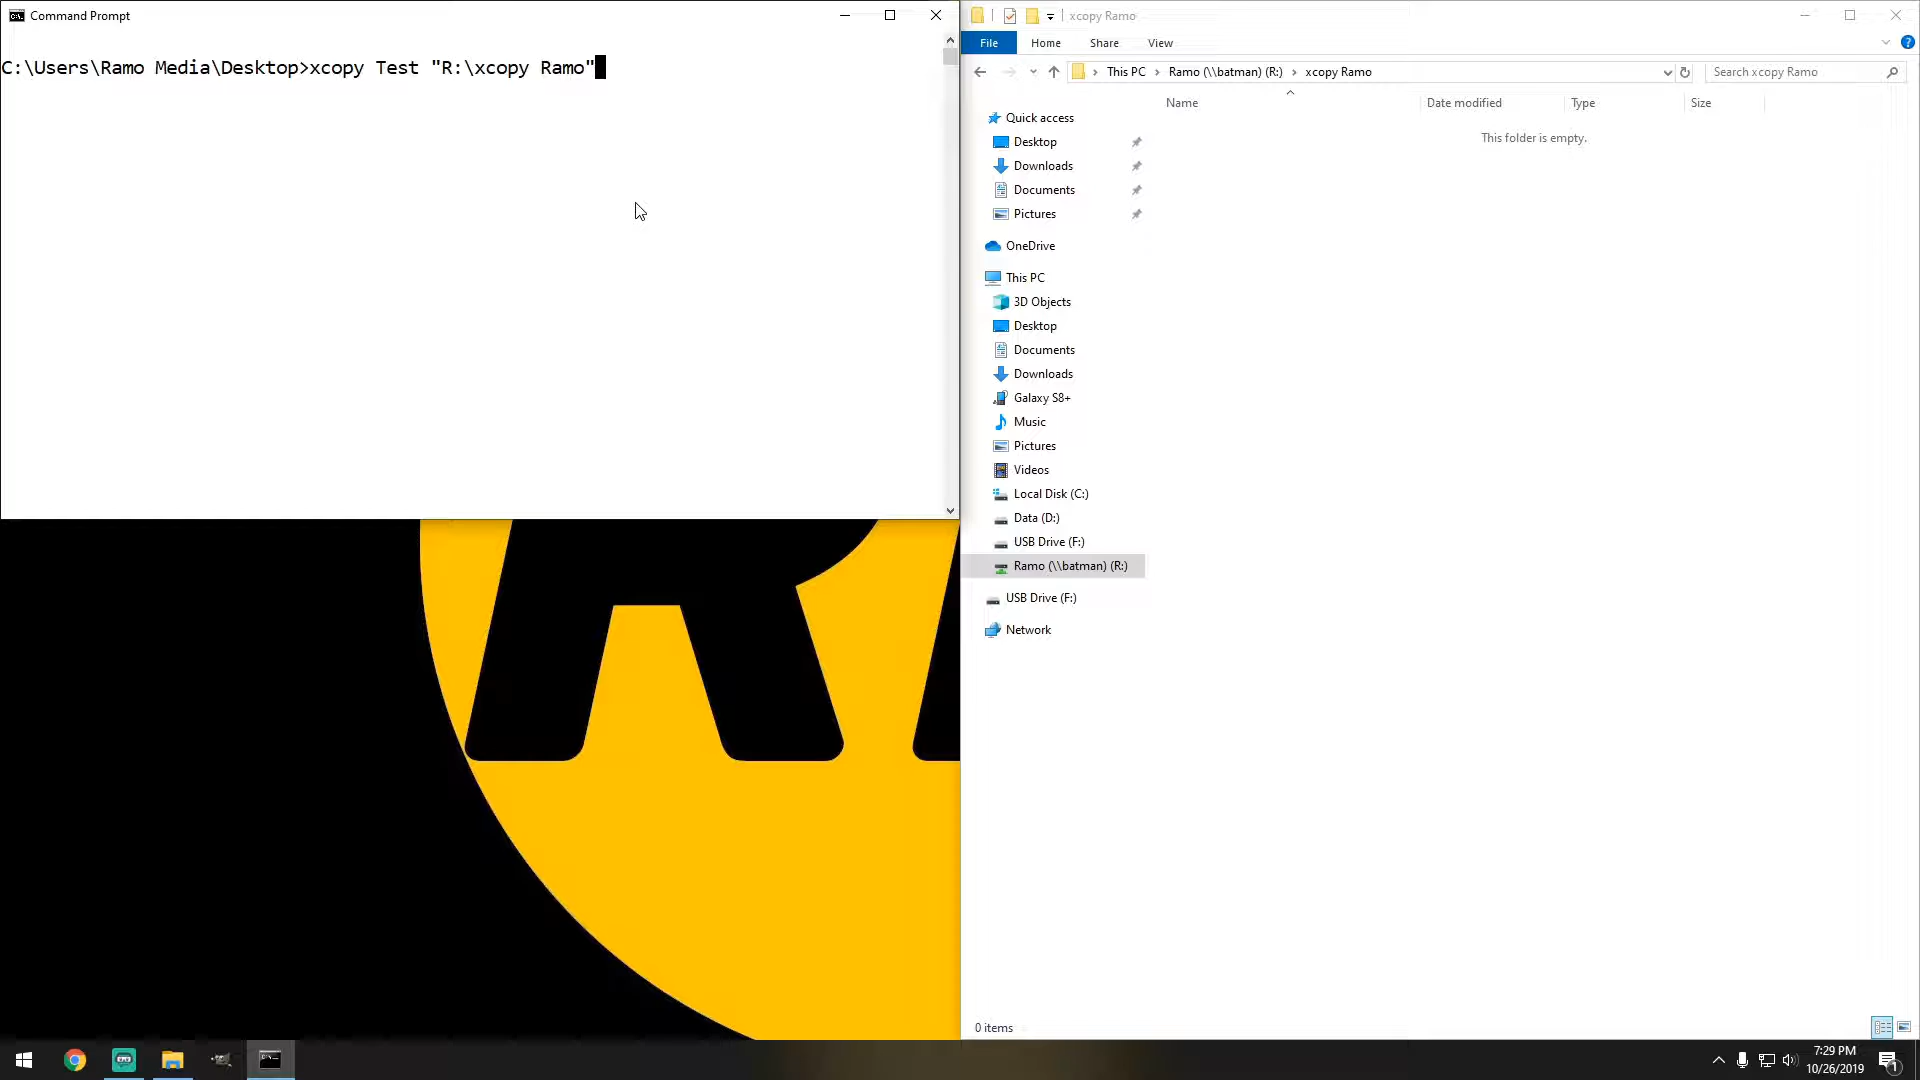 Command Prompt
C:\Users\Ramo Media\Desktop>xcopy Test "R:\xcopy Ramo"
xcopy Ramo
File Home Share View
This PC Ramo (\\batman) (R:) xcopy Ramo
Search xcopy Ramo
Name Date modified Type Size
This folder is empty.
Quick access
Desktop
Downloads
Documents
Pictures
OneDrive
This PC
3D Objects
Desktop
Documents
Downloads
Galaxy S8+
Music
Pictures
Videos
Local Disk (C:)
Data (D:)
USB Drive (F:)
Ramo (\\batman) (R:)
USB Drive (F:)
Network
0 items
7:29 PM
10/26/2019
1